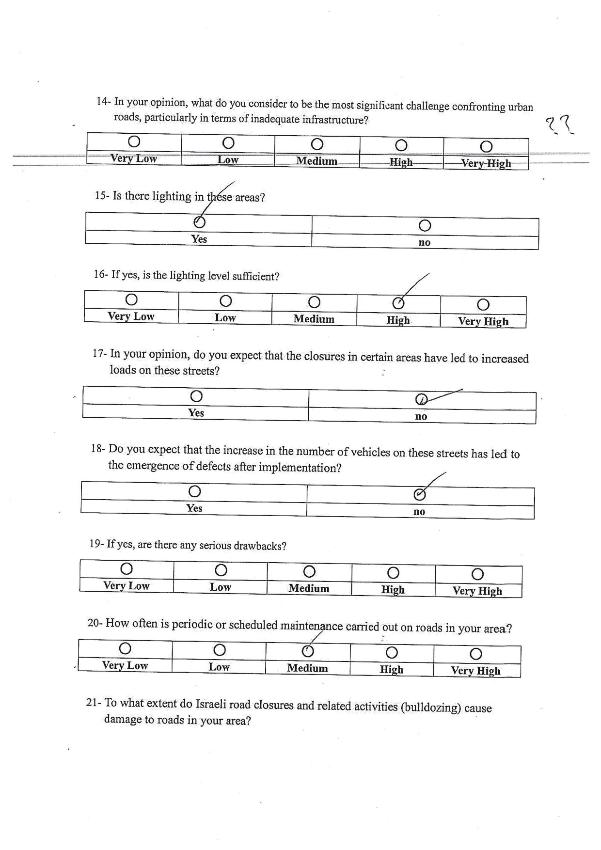 14- In your opinion, what do you consider to be the most significant challenge confronting urban
roads, particularly in terms of inadequate infrastructure?
??
Very Low Low Medium High Very High
15- Is there lighting in these areas?
Yes no
16- If yes, is the lighting level sufficient?
Very Low Low Medium High Very High
17- In your opinion, do you expect that the closures in certain areas have led to increased
loads on these streets?
Yes no
18- Do you expect that the increase in the number of vehicles on these streets has led to
the emergence of defects after implementation?
Yes no
19- If yes, are there any serious drawbacks?
Very Low Low Medium High Very High
20- How often is periodic or scheduled maintenance carried out on roads in your area?
Very Low Low Medium High Very High
21- To what extent do Israeli road closures and related activities (bulldozing) cause
damage to roads in your area?